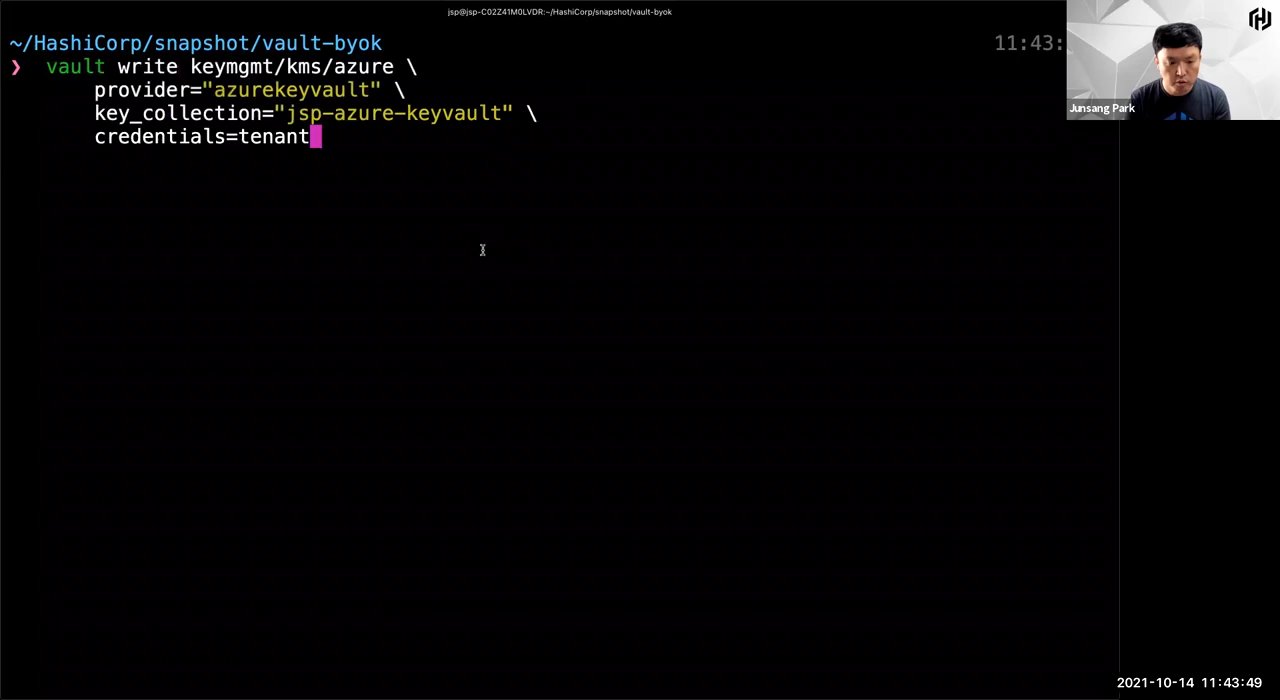 jsp@jsp-C02Z41M0LVDR:~/HashiCorp/snapshot/vault-byok
~/HashiCorp/snapshot/vault-byok
11:43:
❯ vault write keymgmt/kms/azure \
provider="azurekeyvault" \
key_collection="jsp-azure-keyvault" \
credentials=tenant
Junsang Park
2021-10-14 11:43:49